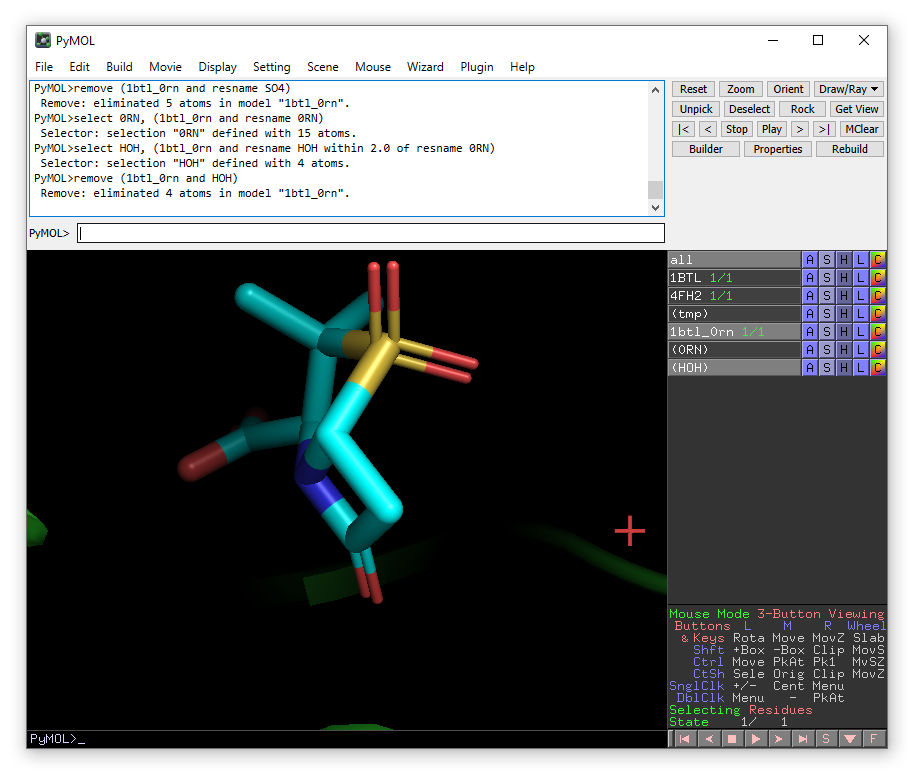 PyMOL
File Edit Build Movie Display Setting Scene Mouse Wizard Plugin Help
PyMOL>remove (1btl_0rn and resname SO4)
Remove: eliminated 5 atoms in model "1btl_0rn".
PyMOL>select 0RN, (1btl_0rn and resname 0RN)
Selector: selection "0RN" defined with 15 atoms.
PyMOL>select HOH, (1btl_0rn and resname HOH within 2.0 of resname 0RN)
Selector: selection "HOH" defined with 4 atoms.
PyMOL>remove (1btl_0rn and HOH)
Remove: eliminated 4 atoms in model "1btl_0rn".
PyMOL>
Reset Zoom Orient Draw/Ray
Unpick Deselect Rock Get View
|< < Stop Play > >| MClear
Builder Properties Rebuild
all A S H L C
1BTL 1/1 A S H L C
4FH2 1/1 A S H L C
(tmp) A S H L C
1btl_0rn 1/1 A S H L C
(0RN) A S H L C
(HOH) A S H L C
Mouse Mode 3-Button Viewing
Buttons L M R Wheel
& Keys Rota Move MovZ Slab
Shft +Box -Box Clip MovS
Ctrl Move PkAt Pk1 MvSZ
CtSh Sele Orig Clip MovZ
SnglClk +/- Cent Menu
DblClk Menu - PkAt
Selecting Residues
State 1/ 1
PyMOL>_
S F